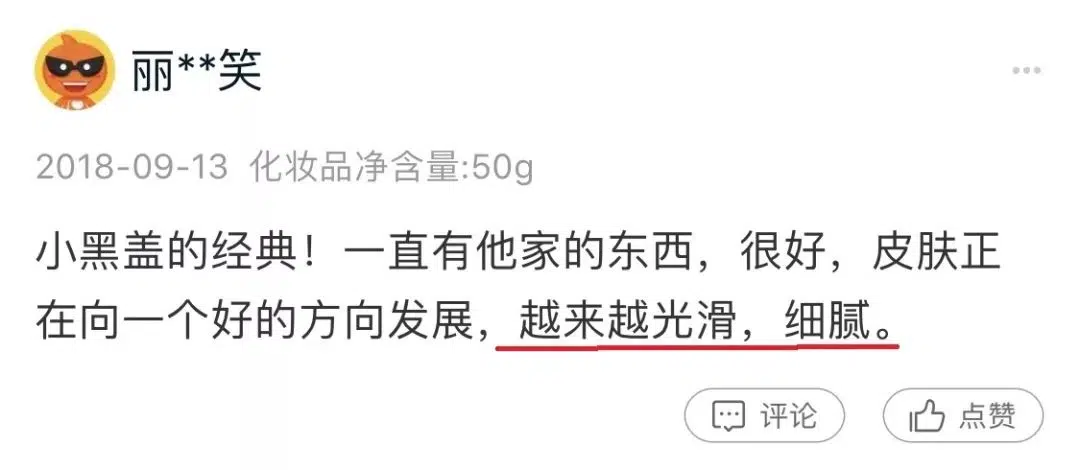 丽**笑
2018-09-13 化妆品净含量:50g
小黑盖的经典！一直有他家的东西，很好，皮肤正
在向一个好的方向发展，越来越光滑，细腻。
评论 点赞